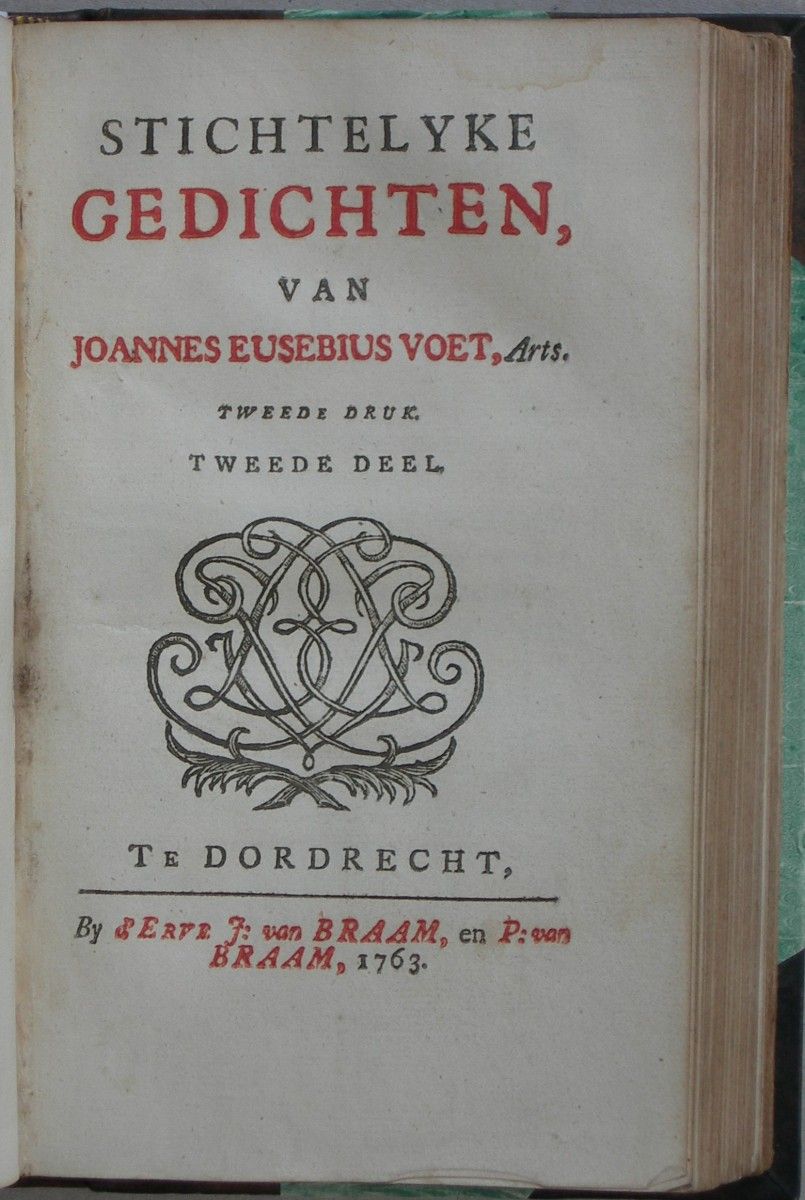 STICHTELYKE
GEDICHTEN,
VAN
JOANNES EUSEBIUS VOET, Arts.
TWEEDE DRUK.
TWEEDE DEEL.
TE DORDRECHT,
By d'ERVE J: van BRAAM, en P: van
BRAAM, 1763.